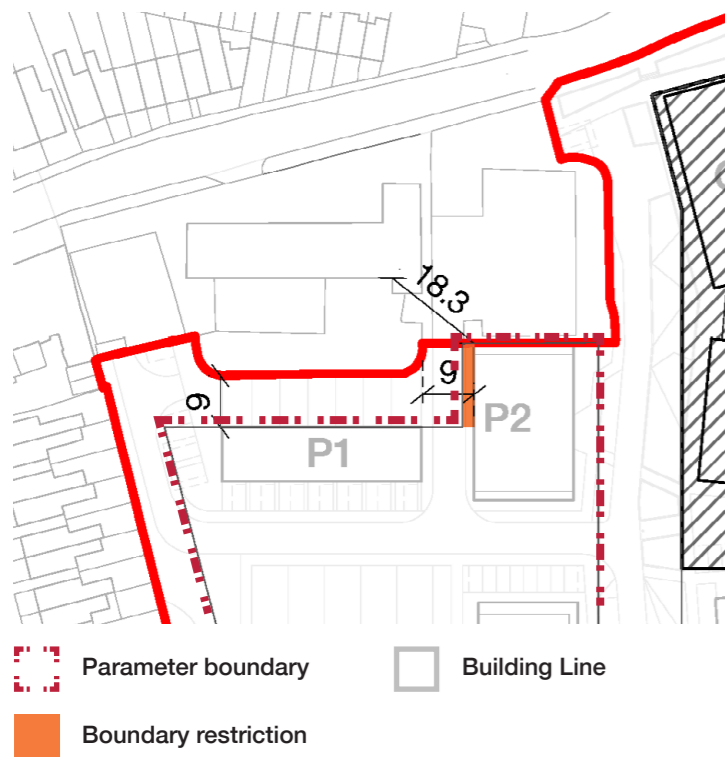 18.3
9
9
P1
P2
Parameter boundary
Building Line
Boundary restriction